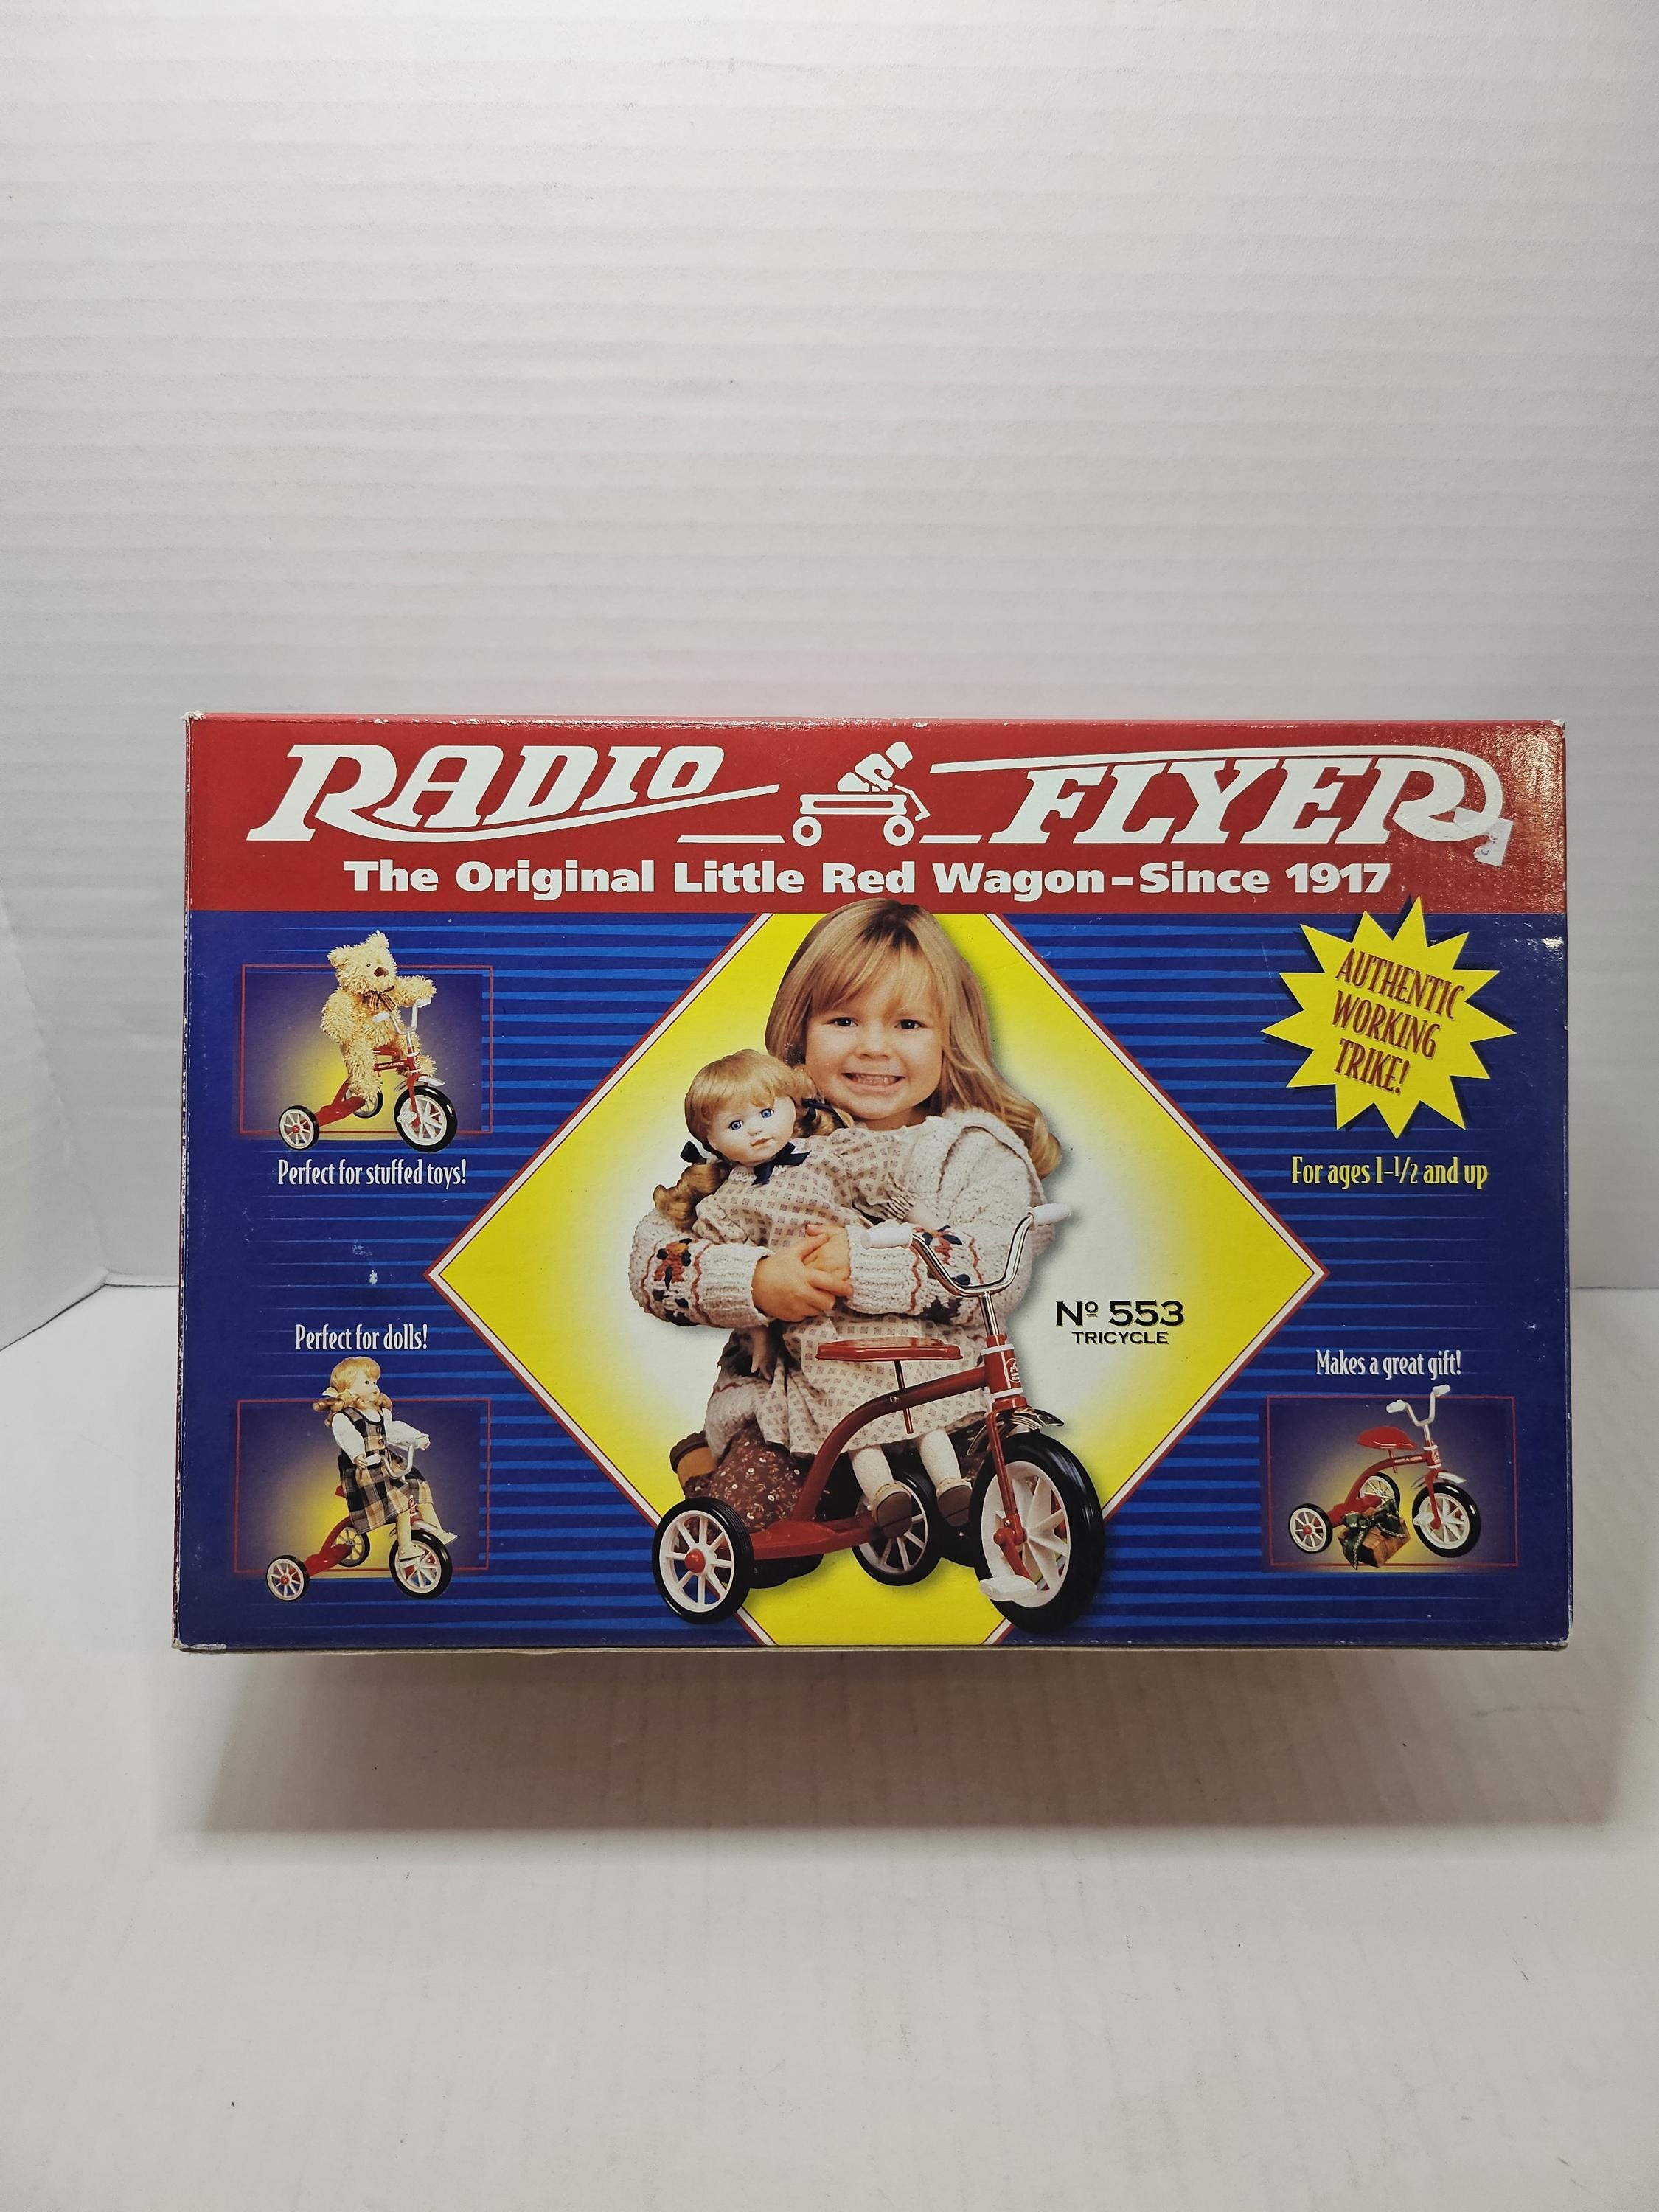 RADIO FLYER
The Original Little Red Wagon-Since 1917
AUTHENTIC
WORKING
TRIKE!
Perfect for stuffed toys!
For ages 1-1/2 and up
Nº 553
TRICYCLE
Perfect for dolls!
Makes a great gift!